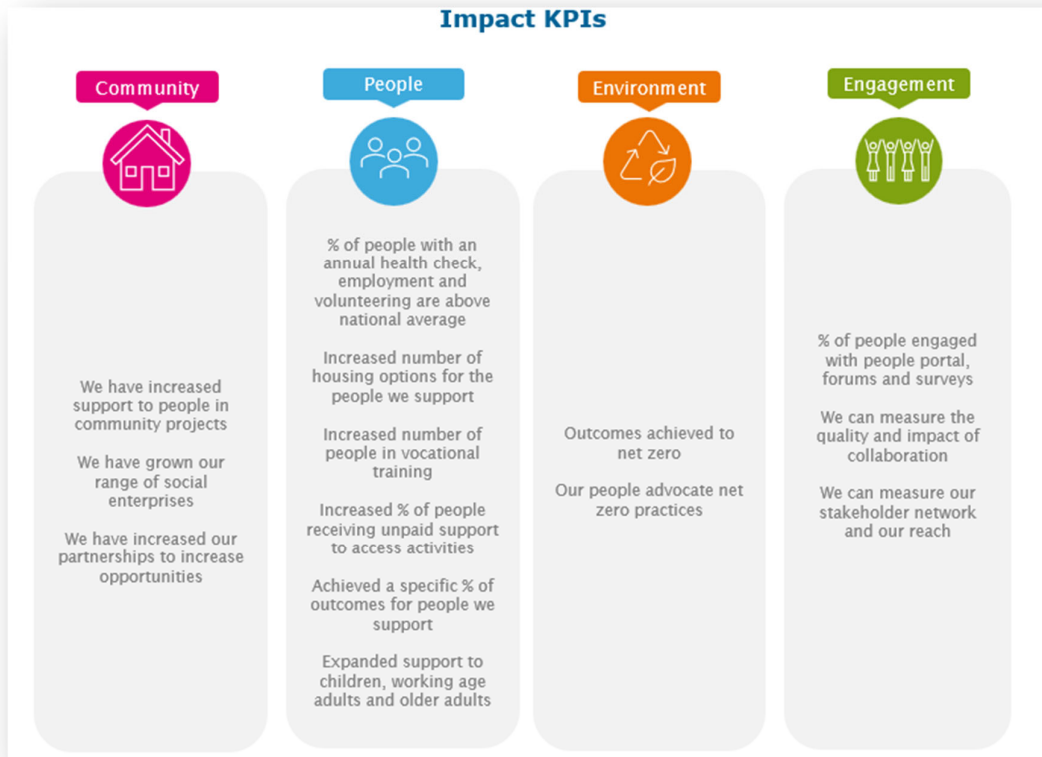 Impact KPIs
Community
We have increased
support to people in
community projects
We have grown our
range of social
enterprises
We have increased our
partnerships to increase
opportunities
People
% of people with an
annual health check,
employment and
volunteering are above
national average
Increased number of
housing options for the
people we support
Increased number of
people in vocational
training
Increased % of people
receiving unpaid support
to access activities
Achieved a specific % of
outcomes for people we
support
Expanded support to
children, working age
adults and older adults
Environment
Outcomes achieved to
net zero
Our people advocate net
zero practices
Engagement
% of people engaged
with people portal,
forums and surveys
We can measure the
quality and impact of
collaboration
We can measure our
stakeholder network
and our reach